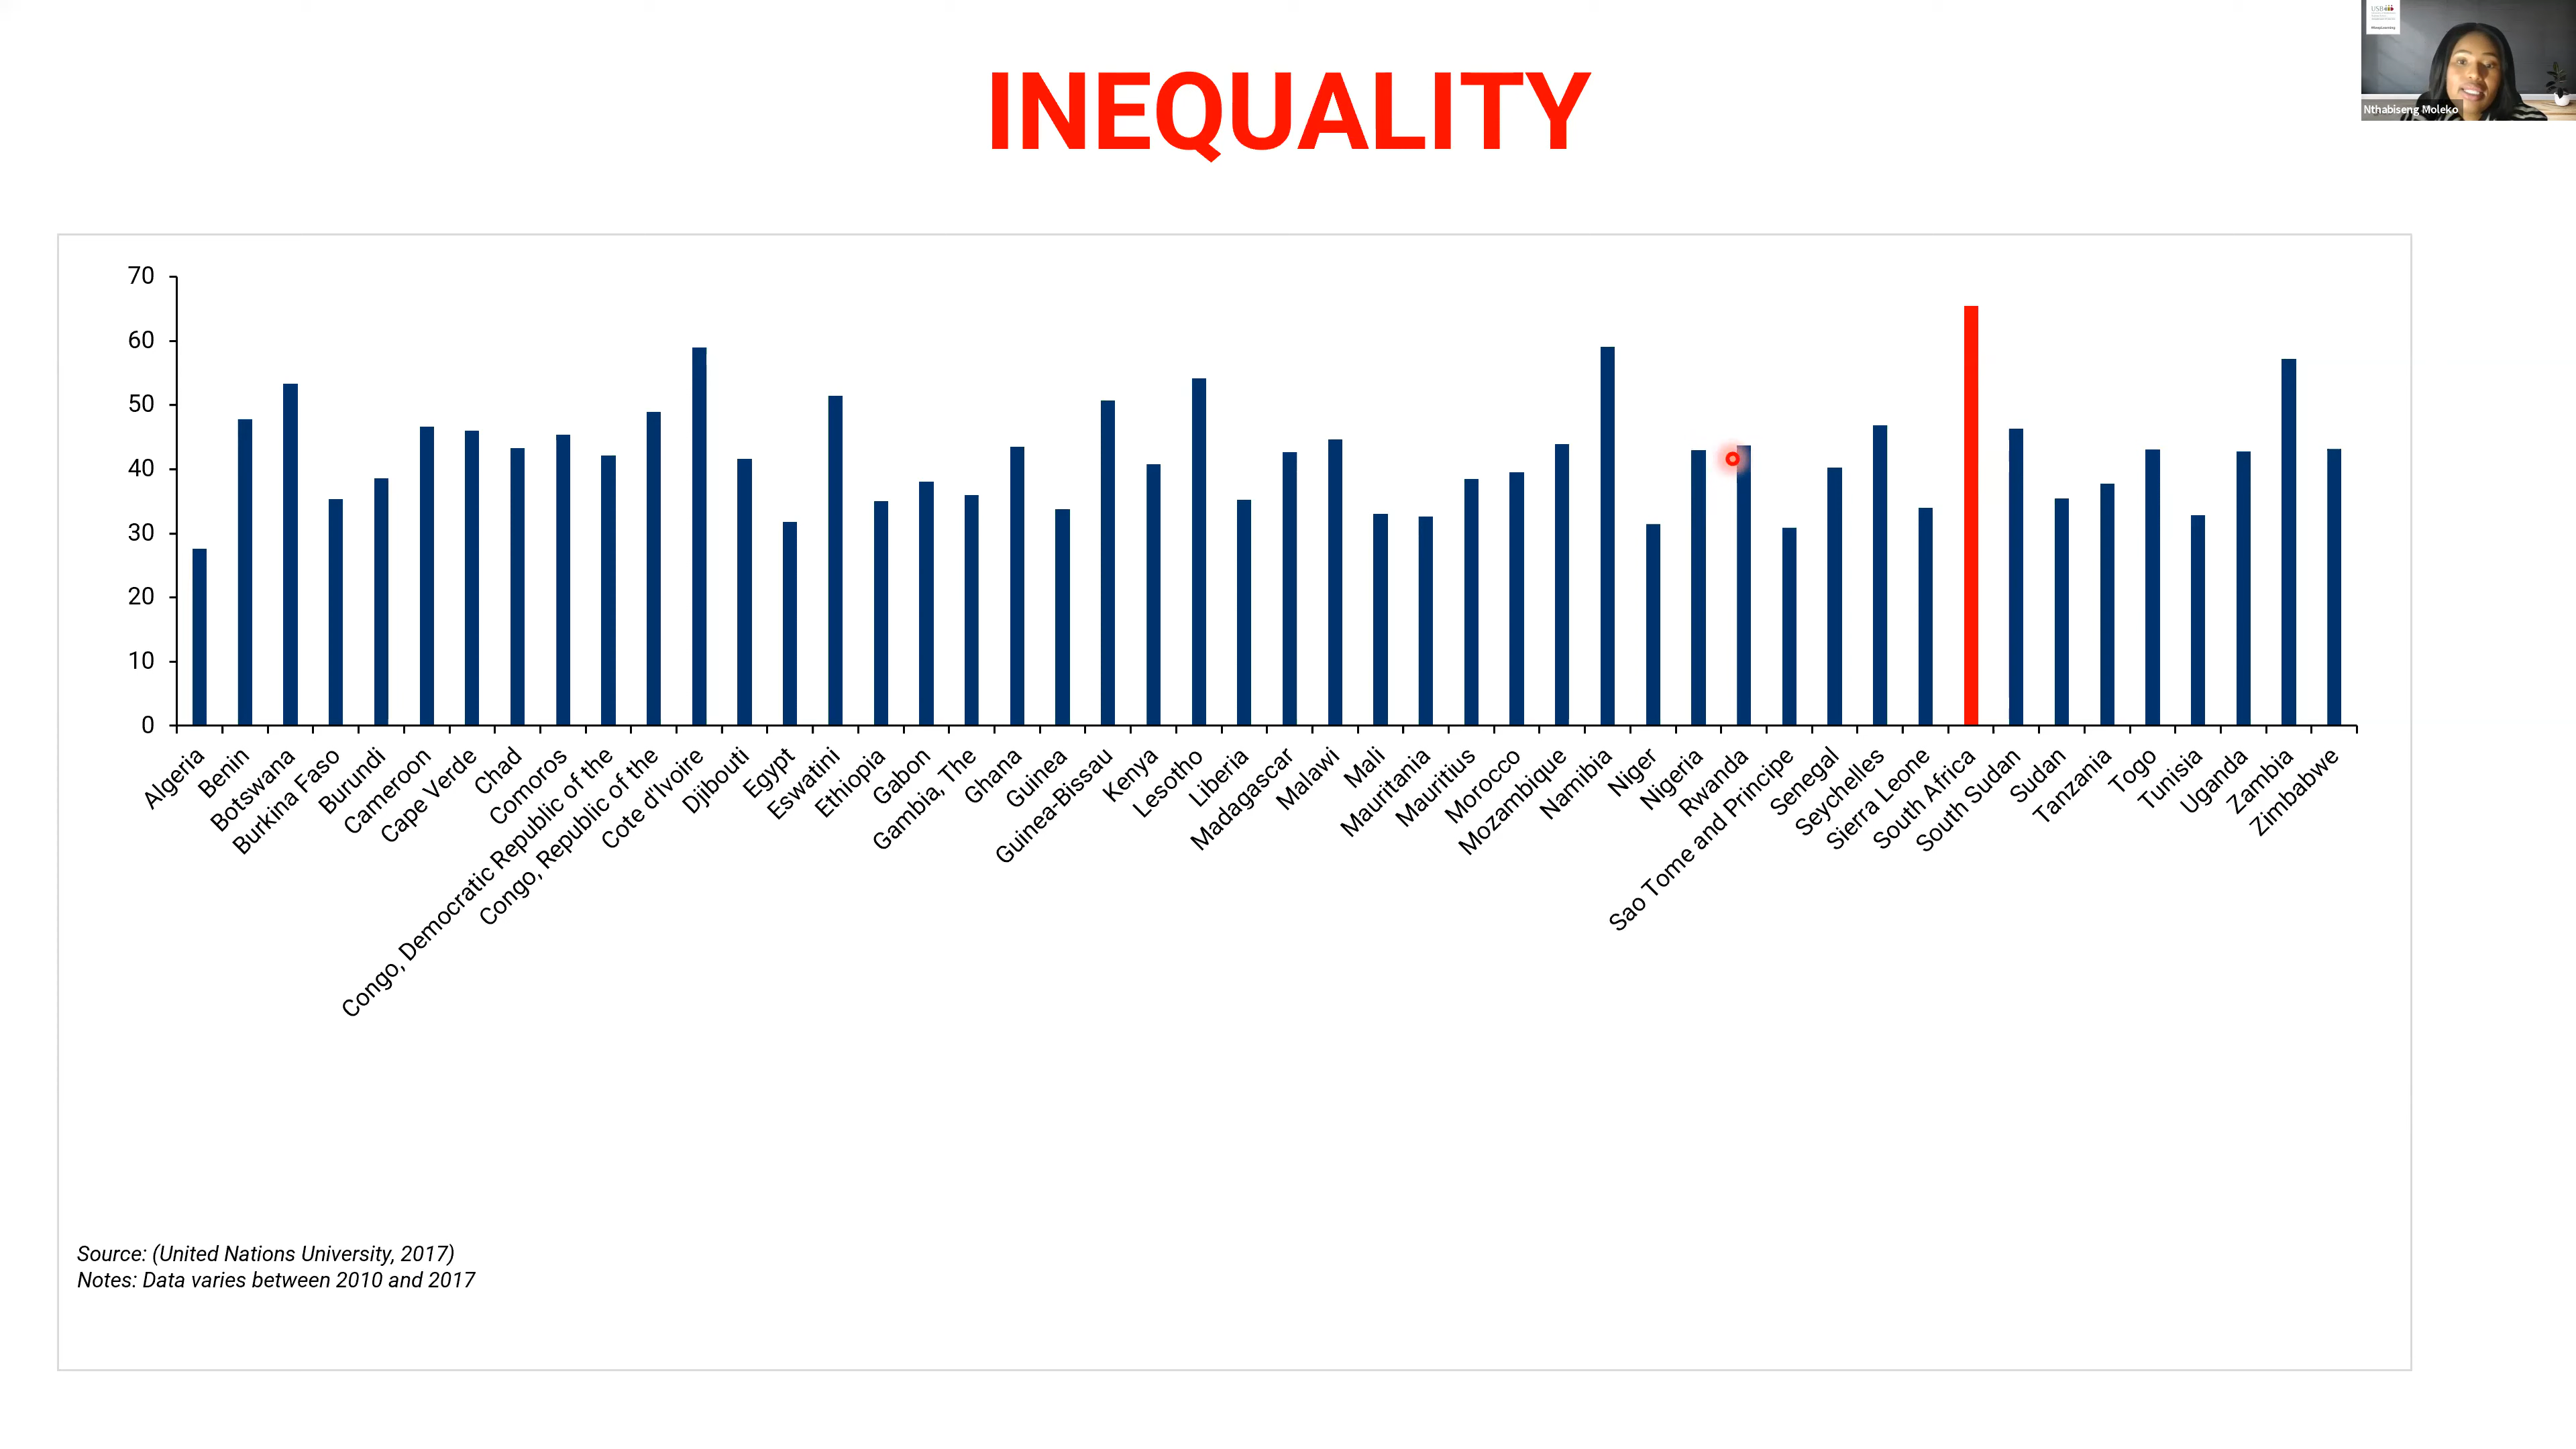 USB
Nthabiseng Moleko
INEQUALITY
70
60
50
40
30
20
10
0
Algeria
Benin
Botswana
Burkina Faso
Burundi
Cameroon
Cape Verde
Chad
Comoros
Congo, Democratic Republic of the
Congo, Republic of the
Cote d'Ivoire
Djibouti
Egypt
Eswatini
Ethiopia
Gabon
Gambia, The
Ghana
Guinea
Guinea-Bissau
Kenya
Lesotho
Liberia
Madagascar
Malawi
Mali
Mauritania
Mauritius
Morocco
Mozambique
Namibia
Niger
Nigeria
Rwanda
Sao Tome and Principe
Senegal
Seychelles
Sierra Leone
South Africa
South Sudan
Sudan
Tanzania
Togo
Tunisia
Uganda
Zambia
Zimbabwe
Source: (United Nations University, 2017)
Notes: Data varies between 2010 and 2017